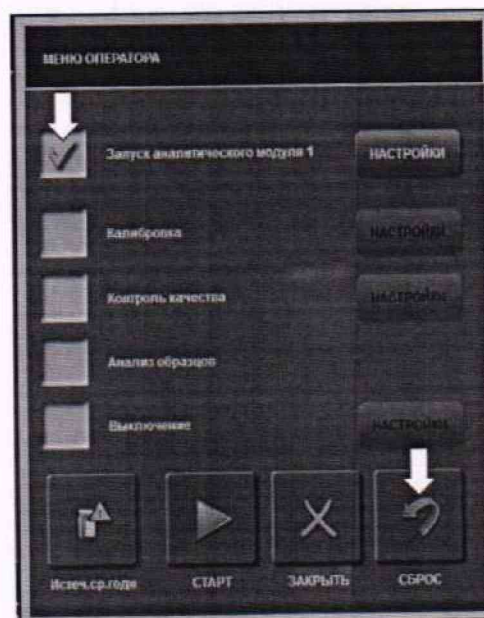 МЕНЮ ОПЕРАТОРА
Запуск аналитического модуля 1 НАСТРОЙКИ
Калибровка НАСТРОЙКИ
Контроль качества НАСТРОЙКИ
Анализ образцов
Выключение НАСТРОЙКИ
Истеч.ср.годн СТАРТ ЗАКРЫТЬ СБРОС